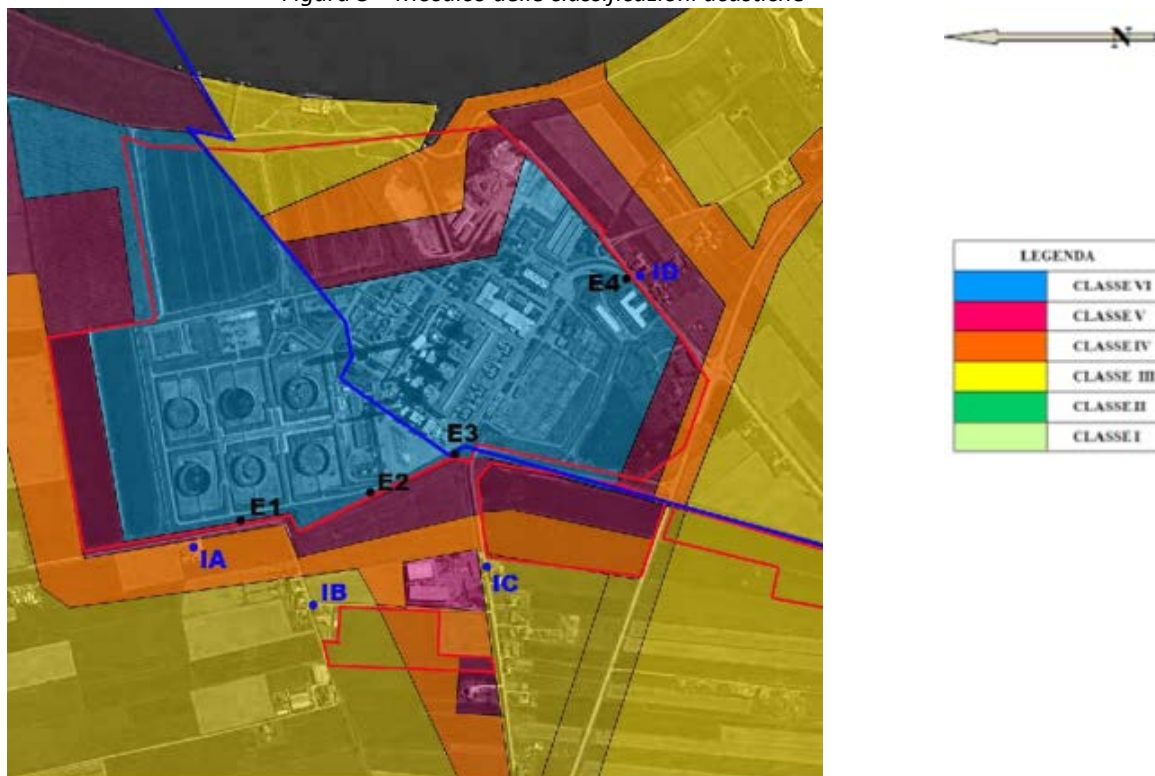 Figura 3 – Mosaico delle classificazioni acustiche
N
LEGENDA
CLASSE VI
CLASSE V
CLASSE IV
CLASSE III
CLASSE II
CLASSE I
E4
ID
E3
E2
E1
IA
IC
IB